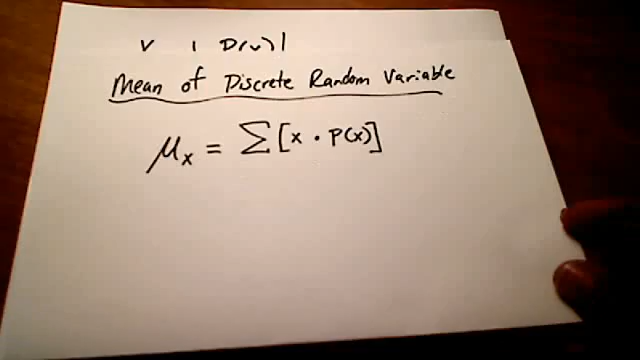 Mean of Discrete Random Variable
μₓ = Σ[x · P(x)]